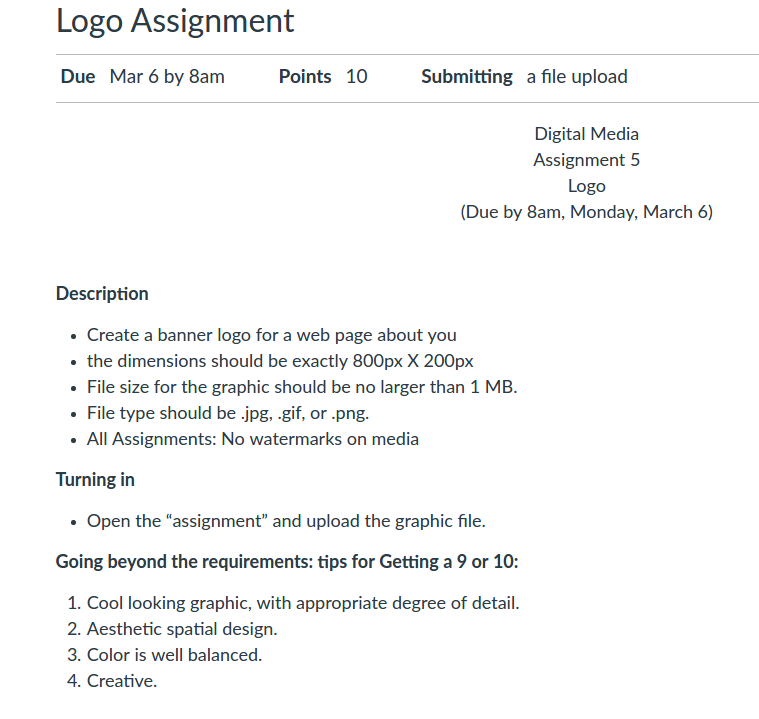 Logo Assignment
Due Mar 6 by 8am Points 10 Submitting a file upload
Digital Media
Assignment 5
Logo
(Due by 8am, Monday, March 6)
Description
• Create a banner logo for a web page about you
• the dimensions should be exactly 800px X 200px
• File size for the graphic should be no larger than 1 MB.
• File type should be .jpg, .gif, or .png.
• All Assignments: No watermarks on media
Turning in
• Open the “assignment” and upload the graphic file.
Going beyond the requirements: tips for Getting a 9 or 10:
1. Cool looking graphic, with appropriate degree of detail.
2. Aesthetic spatial design.
3. Color is well balanced.
4. Creative.